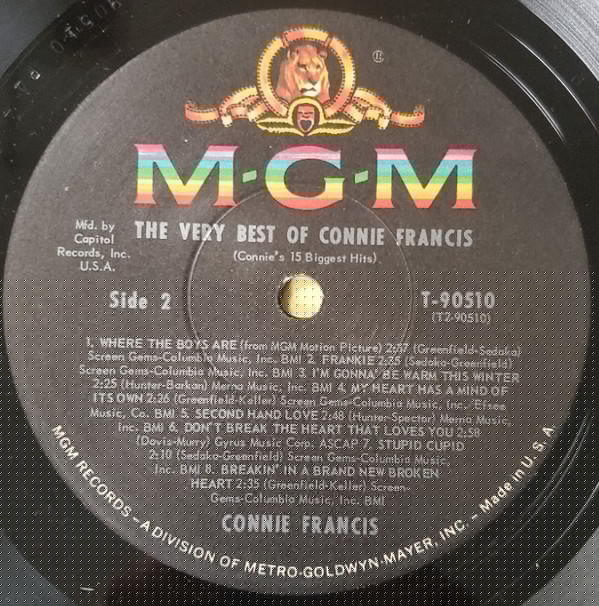 ®
M-G-M
THE VERY BEST OF CONNIE FRANCIS
(Connie's 15 Biggest Hits)
Mfd. by
Capitol
Records, Inc.
U.S.A.
Side 2
T-90510
(T2-90510)
1. WHERE THE BOYS ARE (from MGM Motion Picture) 2:37 (Greenfield-Sedaka)
Screen Gems-Columbia Music, Inc. BMI 2. FRANKIE 2:35 (Sedaka-Greenfield)
Screen Gems-Columbia Music, Inc. BMI 3. I'M GONNA' BE WARM THIS WINTER
2:25 (Hunter-Barkan) Merna Music, Inc. BMI 4. MY HEART HAS A MIND OF
ITS OWN 2:26 (Greenfield-Keller) Screen Gems-Columbia Music, Inc./Efsee
Music, Co. BMI 5. SECOND HAND LOVE 2:48 (Hunter-Spector) Merna Music,
Inc. BMI 6. DON'T BREAK THE HEART THAT LOVES YOU 2:58
(Davis-Murry) Gyrus Music Corp. ASCAP 7. STUPID CUPID
2:10 (Sedaka-Greenfield) Screen Gems-Columbia Music,
Inc. BMI 8. BREAKIN' IN A BRAND NEW BROKEN
HEART 2:35 (Greenfield-Keller) Screen-
Gems-Columbia Music, Inc. BMI
CONNIE FRANCIS
MGM RECORDS – A DIVISION OF METRO-GOLDWYN-MAYER, INC. – Made in U.S.A.